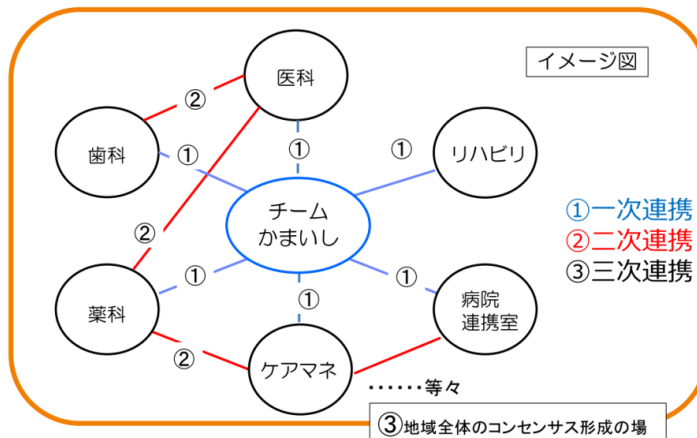 医科
イメージ図
②
歯科
①
①
①
リハビリ
チーム
かまいし
①一次連携
②二次連携
③三次連携
②
①
①
①
薬科
病院
連携室
②
ケアマネ
・・・・・・等々
③地域全体のコンセンサス形成の場